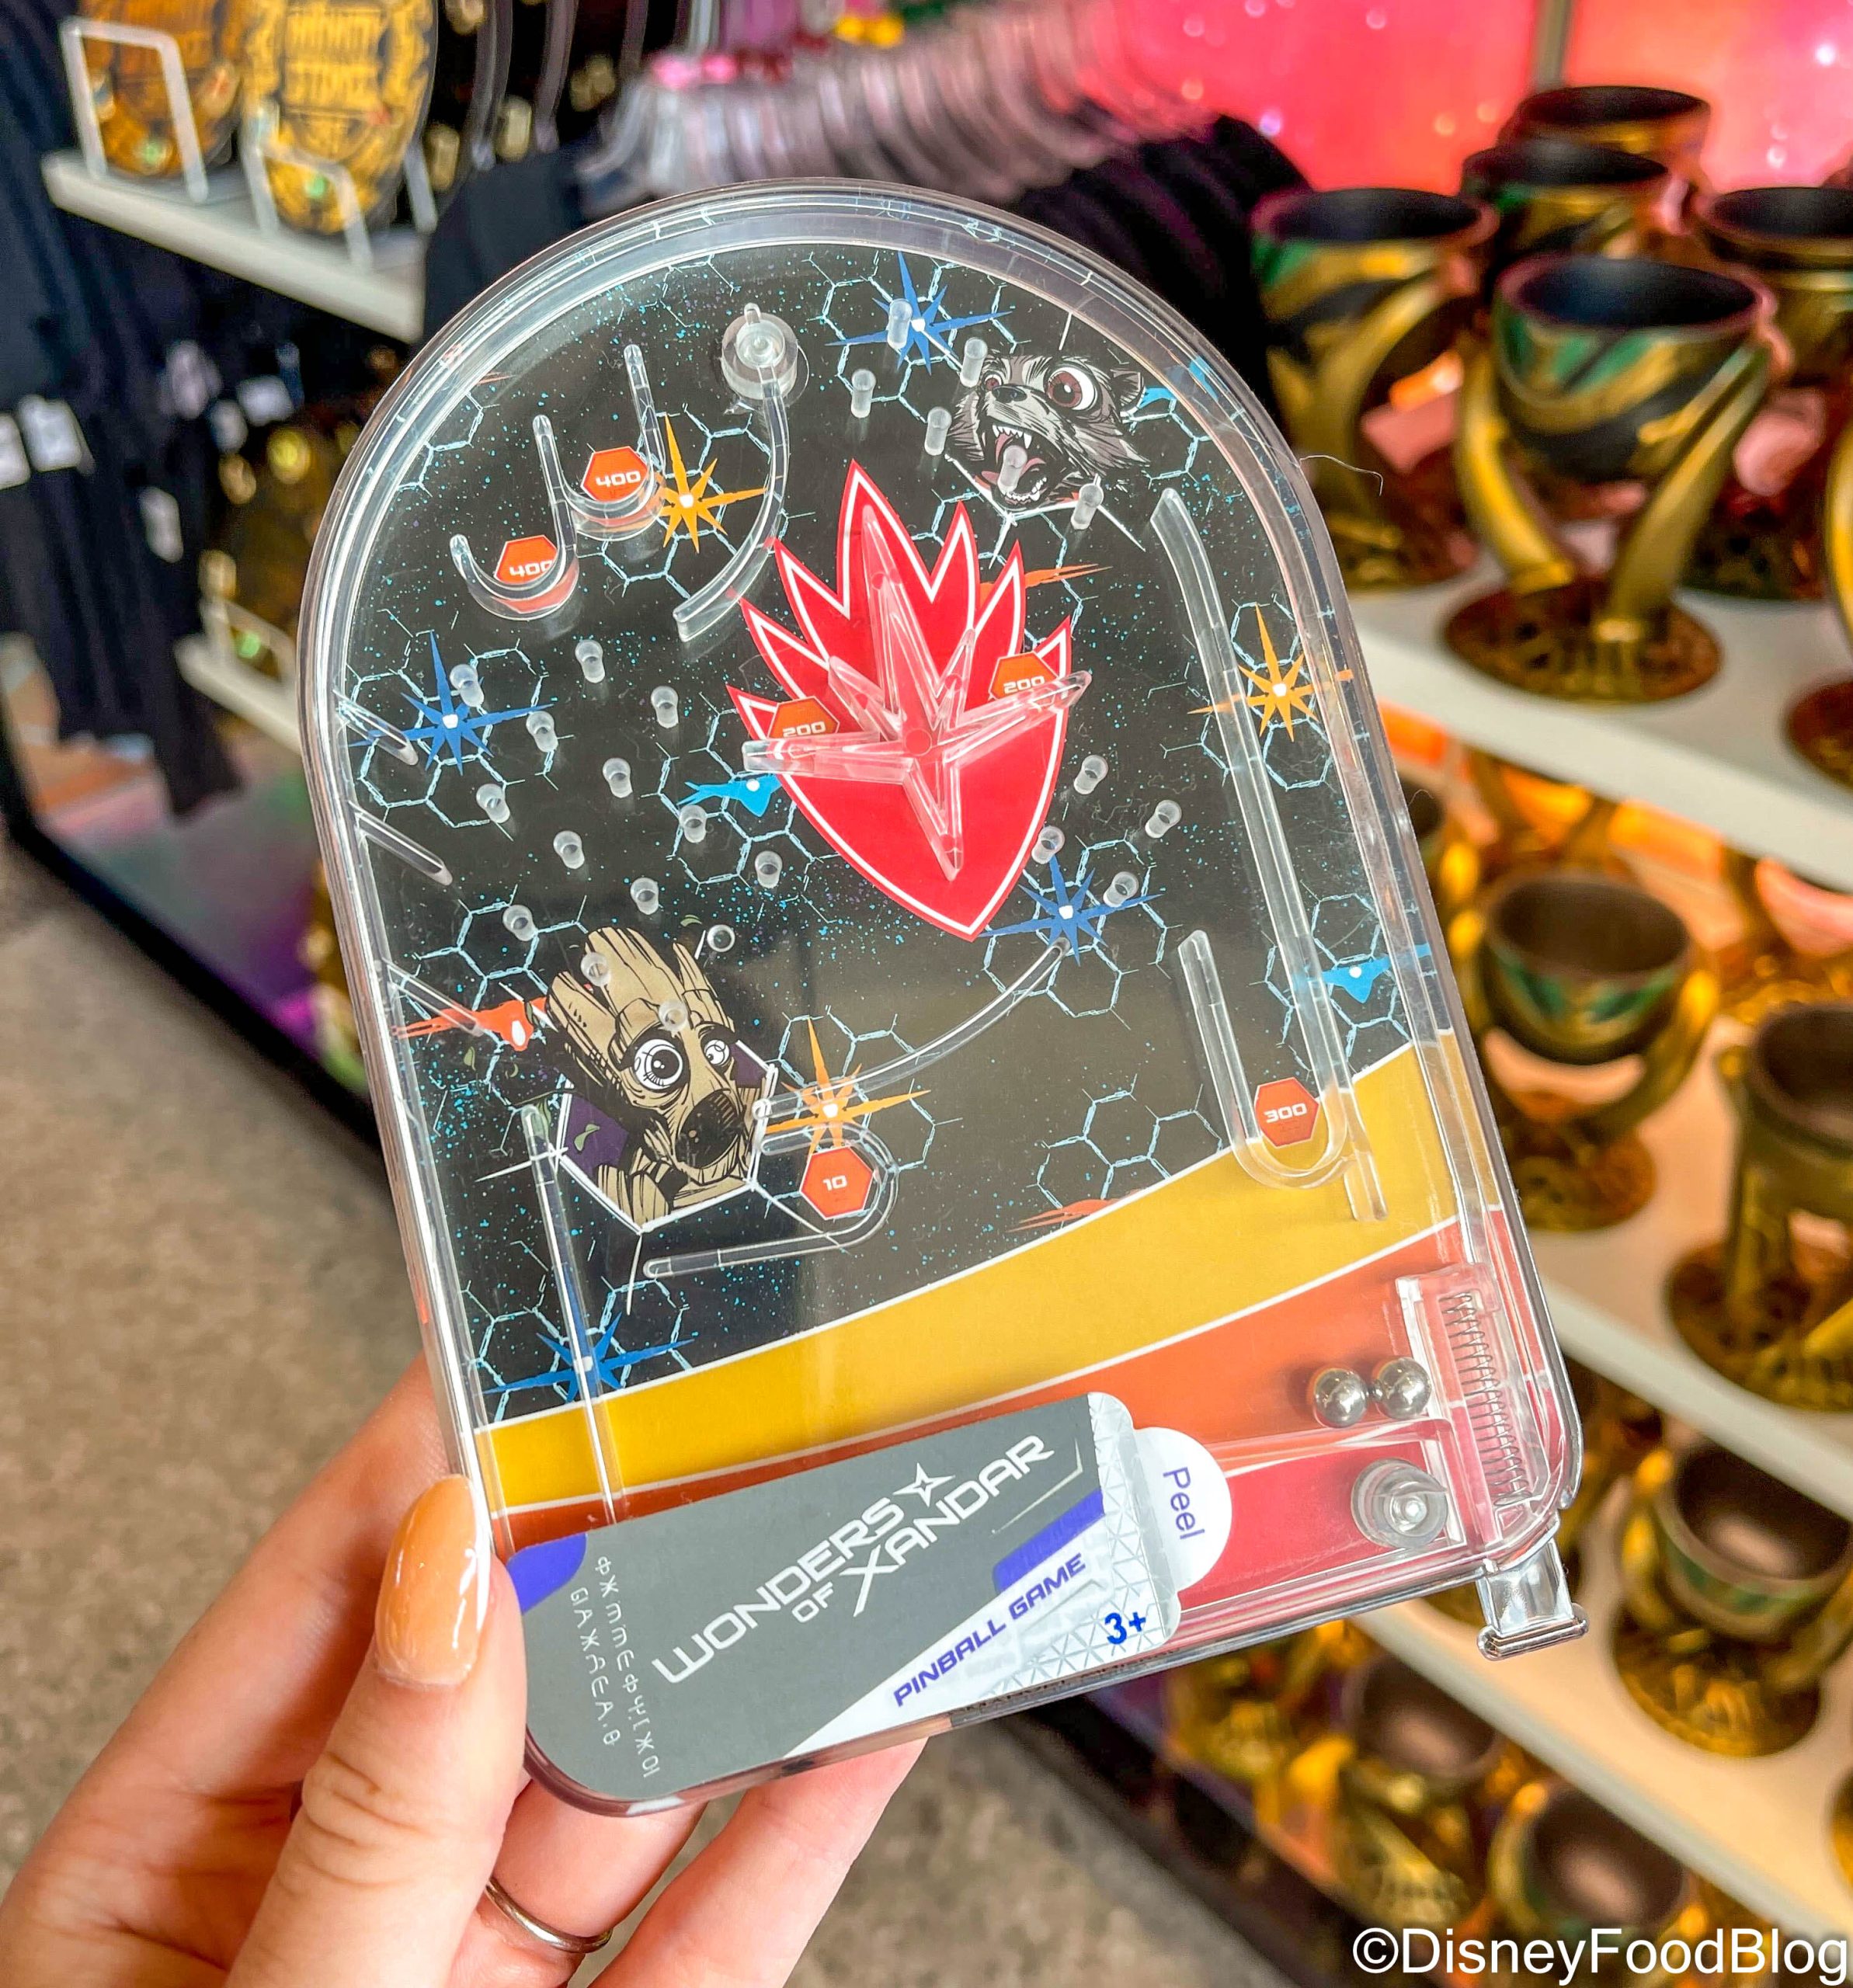 400
400
200
200
300
10
WONDERS
OF XANDAR
PINBALL GAME
3+
Peel
©DisneyFoodBlog